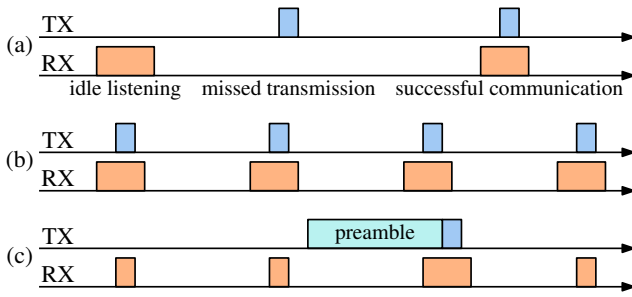 TX
(a)
RX
idle listening missed transmission successful communication
TX
(b)
RX
TX preamble
(c)
RX